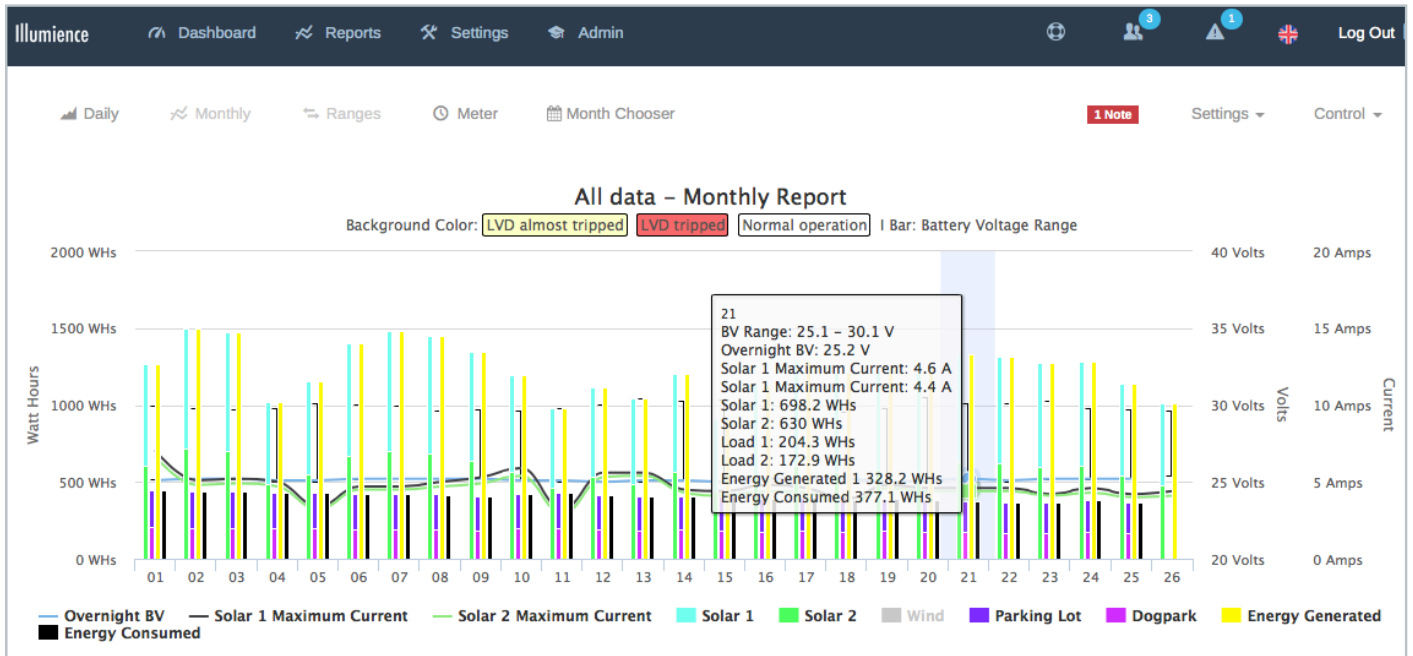 Illumience Dashboard Reports Settings Admin 3 1 Log Out
Daily Monthly Ranges Meter Month Chooser 1 Note Settings Control
All data – Monthly Report
Background Color: LVD almost tripped LVD tripped Normal operation I Bar: Battery Voltage Range
2000 WHs 40 Volts 20 Amps
1500 WHs 35 Volts 15 Amps
1000 WHs 30 Volts 10 Amps
500 WHs 25 Volts 5 Amps
0 WHs 20 Volts 0 Amps
Watt Hours
Volts
Current
21
BV Range: 25.1 – 30.1 V
Overnight BV: 25.2 V
Solar 1 Maximum Current: 4.6 A
Solar 1 Maximum Current: 4.4 A
Solar 1: 698.2 WHs
Solar 2: 630 WHs
Load 1: 204.3 WHs
Load 2: 172.9 WHs
Energy Generated 1 328.2 WHs
Energy Consumed 377.1 WHs
01 02 03 04 05 06 07 08 09 10 11 12 13 14 15 16 17 18 19 20 21 22 23 24 25 26
Overnight BV Solar 1 Maximum Current Solar 2 Maximum Current Solar 1 Solar 2 Wind Parking Lot Dogpark Energy Generated
Energy Consumed